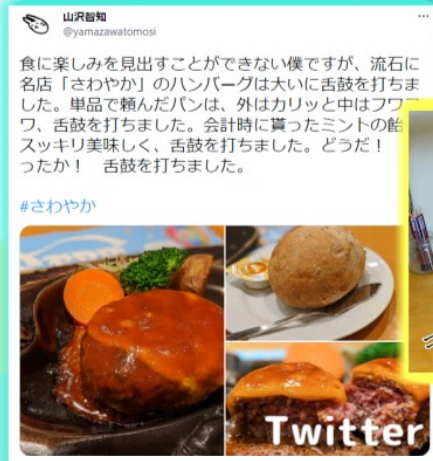 山沢智知
@yamazawatomosi
食に楽しみを見出すことができない僕ですが、流石に
名店「さわやか」のハンバーグは大いに舌鼓を打ちま
した。単品で頼んだパンは、外はカリッと中はフワフ
ワ、舌鼓を打ちました。会計時に貰ったミントの飴
スッキリ美味しく、舌鼓を打ちました。どうだ！
ったか！　舌鼓を打ちました。
#さわやか
Twitter